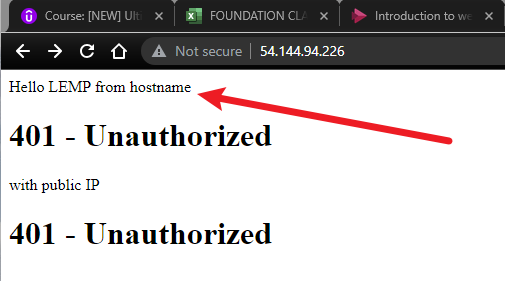 Course: [NEW] Ult
FOUNDATION CLA
Introduction to we
Not secure
54.144.94.226
Hello LEMP from hostname
401 - Unauthorized
with public IP
401 - Unauthorized